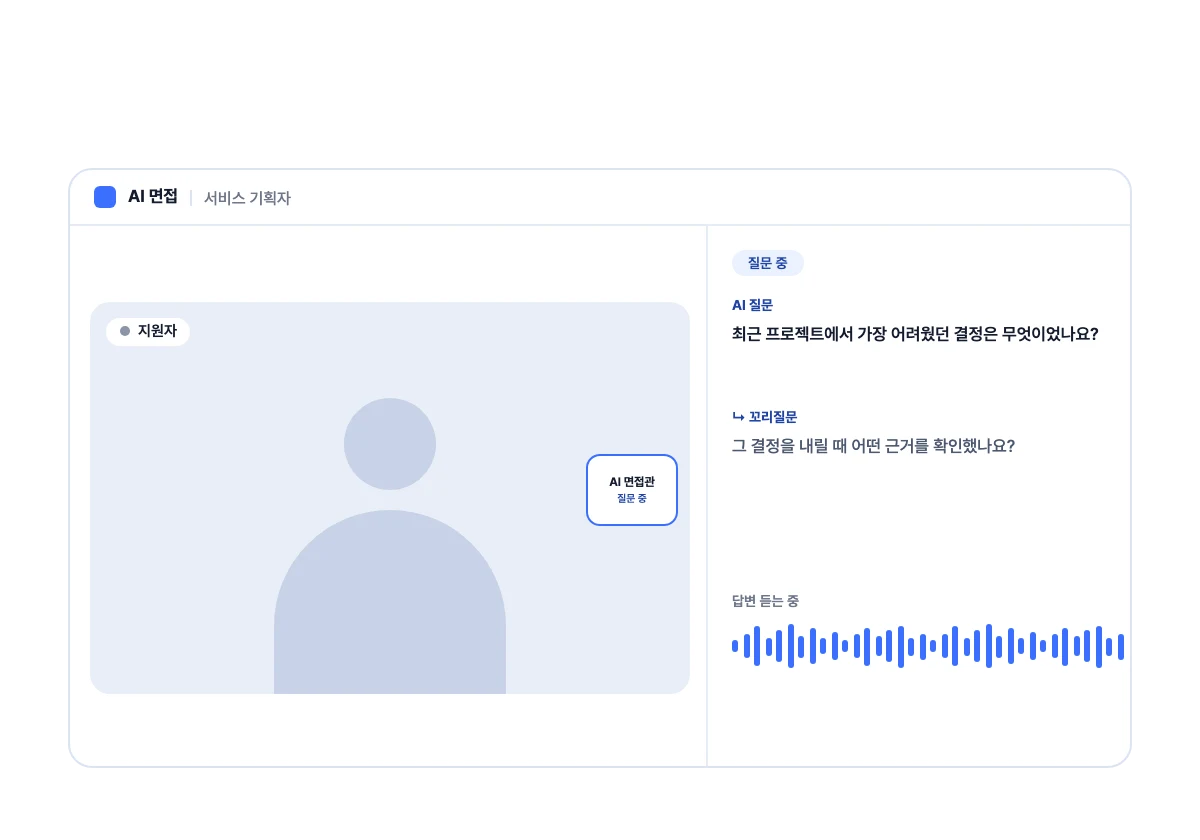 AI 면접 | 서비스 기획자
지원자
AI 면접관
질문 중
질문 중
AI 질문
최근 프로젝트에서 가장 어려웠던 결정은 무엇이었나요?
↳ 꼬리질문
그 결정을 내릴 때 어떤 근거를 확인했나요?
답변 듣는 중